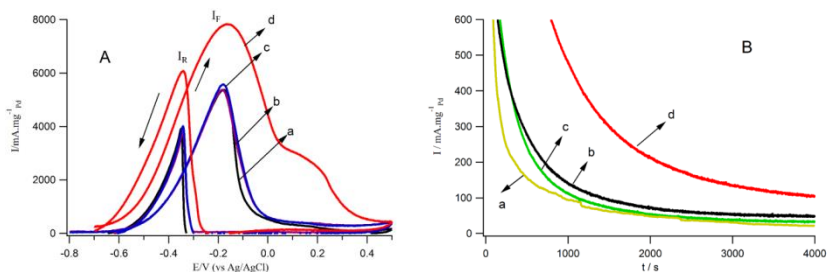 A
I_F
I_R
d
c
b
a
8000
6000
4000
2000
0
I/mA.mg⁻¹ Pd
-0.8
-0.6
-0.4
-0.2
0.0
0.2
0.4
E/V (vs Ag/AgCl)
B
d
c
b
a
600
500
400
300
200
100
0
I / mA.mg⁻¹ Pd
0
1000
2000
3000
4000
t / s